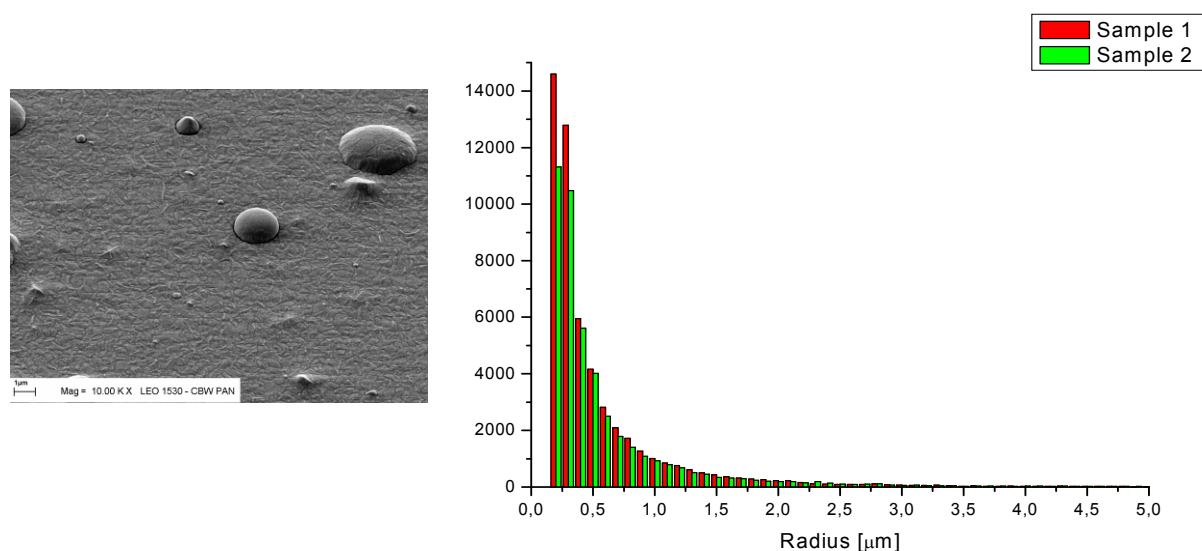 Sample 1
Sample 2
14000
12000
10000
8000
6000
4000
2000
0
0,0 0,5 1,0 1,5 2,0 2,5 3,0 3,5 4,0 4,5 5,0
Radius [μm]
1μm
Mag = 10.00 K X LEO 1530 - CBW PAN